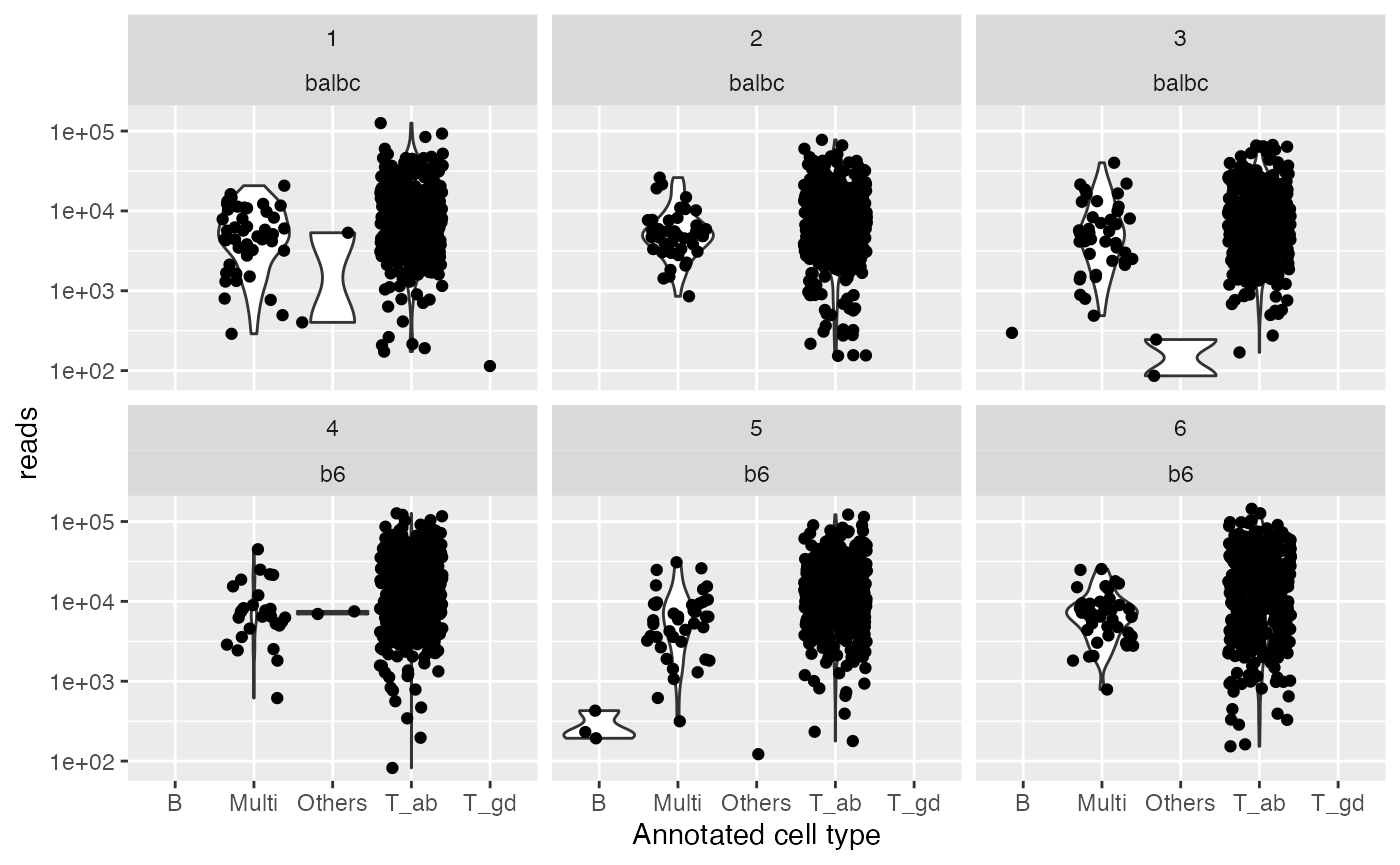 1 2 3
balbc balbc balbc
1e+05
1e+04
1e+03
1e+02
4 5 6
b6 b6 b6
1e+05
1e+04
1e+03
1e+02
reads
B Multi Others T_ab T_gd B Multi Others T_ab T_gd B Multi Others T_ab T_gd
Annotated cell type